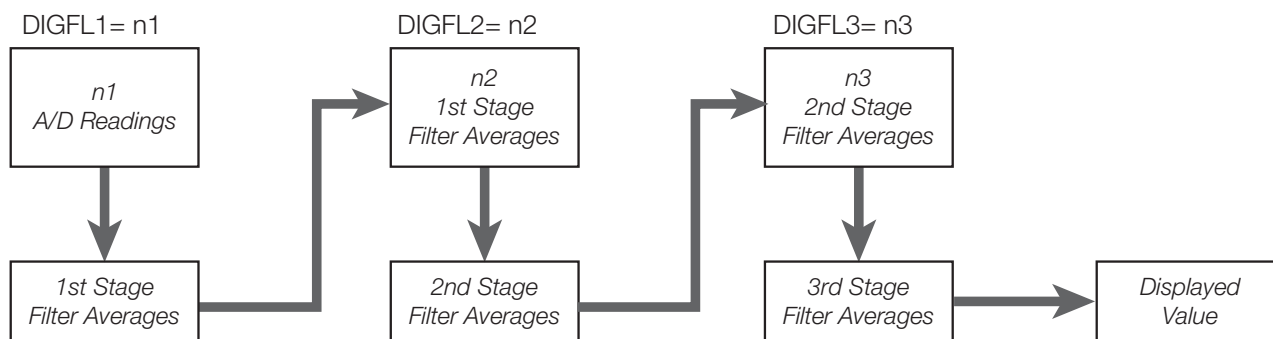 DIGFL1= n1
n1
A/D Readings
1st Stage
Filter Averages
DIGFL2= n2
n2
1st Stage
Filter Averages
2nd Stage
Filter Averages
DIGFL3= n3
n3
2nd Stage
Filter Averages
3rd Stage
Filter Averages
Displayed
Value